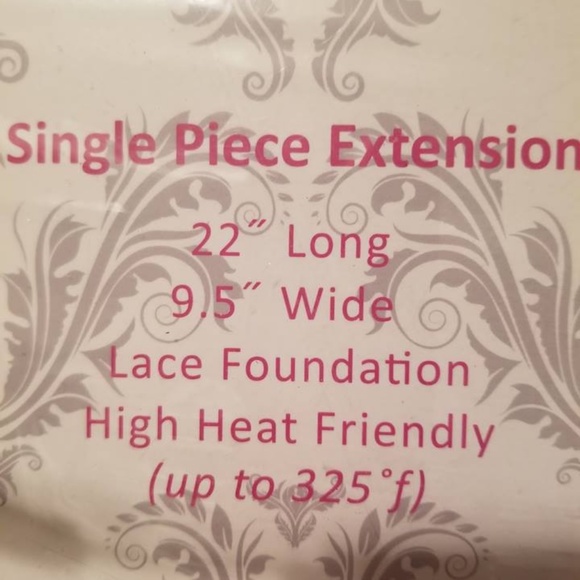 Single Piece Extension
22″ Long
9.5″ Wide
Lace Foundation
High Heat Friendly
(up to 325°f)